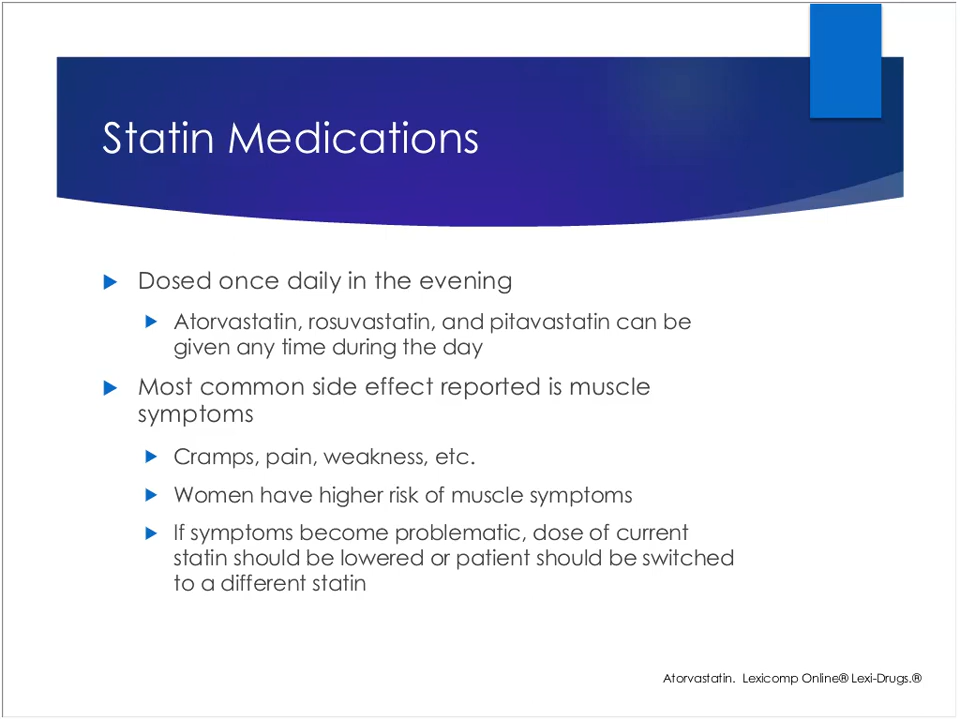 Statin Medications
Dosed once daily in the evening
Atorvastatin, rosuvastatin, and pitavastatin can be
given any time during the day
Most common side effect reported is muscle
symptoms
Cramps, pain, weakness, etc.
Women have higher risk of muscle symptoms
If symptoms become problematic, dose of current
statin should be lowered or patient should be switched
to a different statin
Atorvastatin. Lexicomp Online® Lexi-Drugs.®